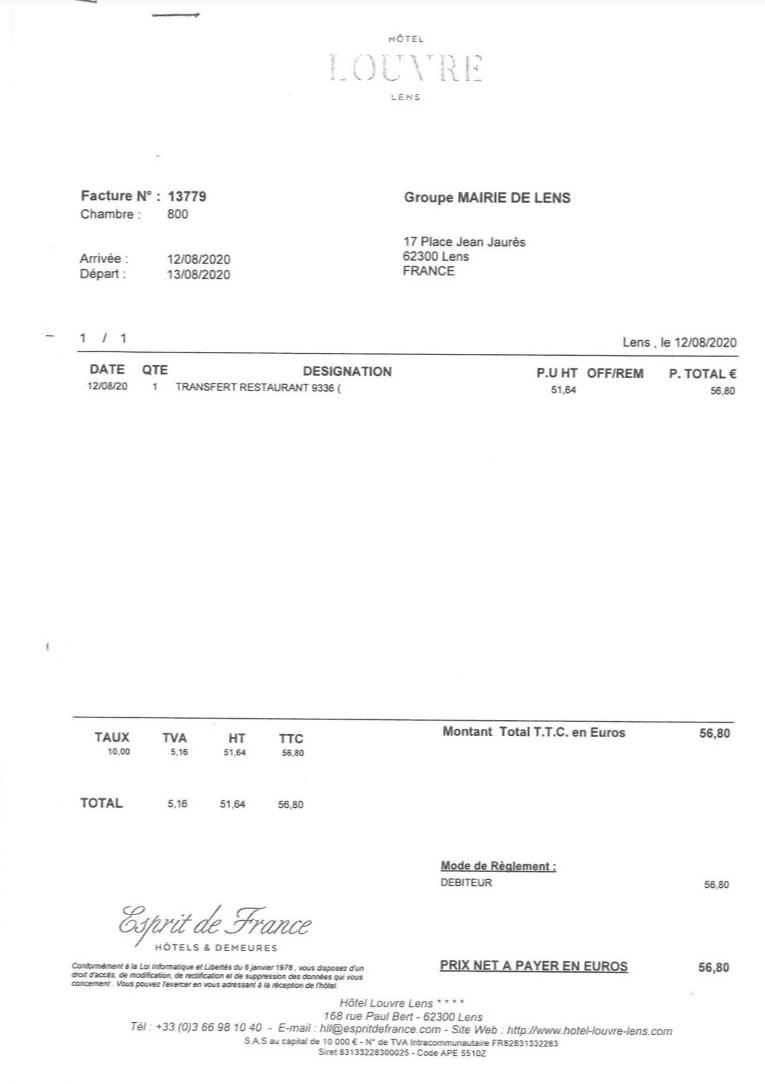 HÔTEL
LOUVRE
LENS
Facture N° : 13779
Chambre : 800
Groupe MAIRIE DE LENS
17 Place Jean Jaurès
62300 Lens
FRANCE
Arrivée : 12/08/2020
Départ : 13/08/2020
1 / 1
Lens , le 12/08/2020
DATE QTE DESIGNATION P.U HT OFF/REM P. TOTAL €
12/08/20 1 TRANSFERT RESTAURANT 9336 ( 51,64 56,80
TAUX TVA HT TTC
10,00 5,16 51,64 56,80
TOTAL 5,16 51,64 56,80
Montant Total T.T.C. en Euros 56,80
Mode de Règlement :
DEBITEUR 56,80
Esprit de France
HÔTELS & DEMEURES
Conformément à la Loi Informatique et Libertés du 6 janvier 1978 , vous disposez d'un
droit d'accès, de modification, de rectification et de suppression des données qui vous
concernent . Vous pouvez l'exercer en vous adressant à la réception de l'hôtel.
PRIX NET A PAYER EN EUROS 56,80
Hôtel Louvre Lens * * * *
168 rue Paul Bert - 62300 Lens
Tél : +33 (0)3 66 98 10 40 - E-mail : hll@espritdefrance.com - Site Web : http://www.hotel-louvre-lens.com
S.A.S au capital de 10 000 € - N° de TVA Intracommunautaire FR82831332283
Siret 83133228300025 - Code APE 5510Z